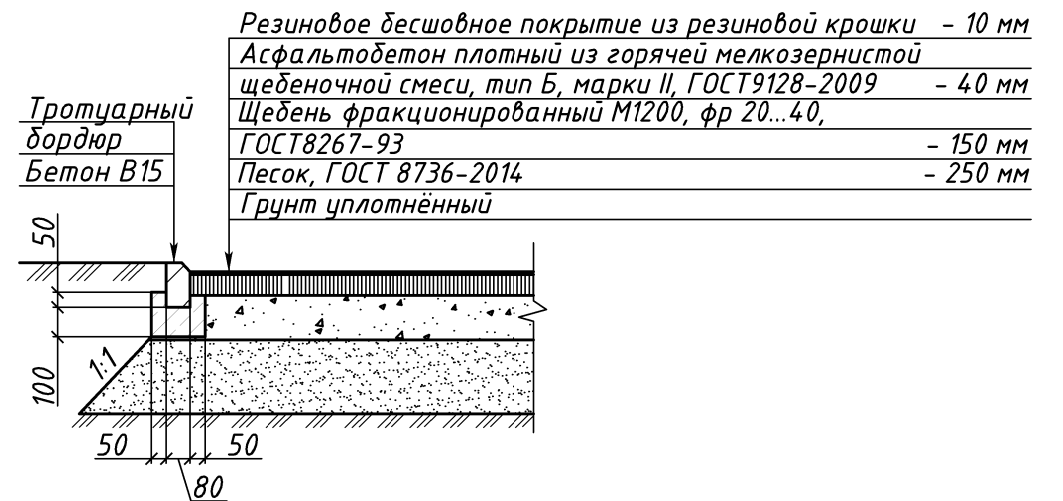 Резиновое бесшовное покрытие из резиновой крошки - 10 мм
Асфальтобетон плотный из горячей мелкозернистой
щебеночной смеси, тип Б, марки II, ГОСТ9128-2009 - 40 мм
Щебень фракционированный М1200, фр 20...40,
ГОСТ8267-93 - 150 мм
Песок, ГОСТ 8736-2014 - 250 мм
Грунт уплотнённый
Тротуарный
бордюр
Бетон В15
50
100
1:1
50
50
80